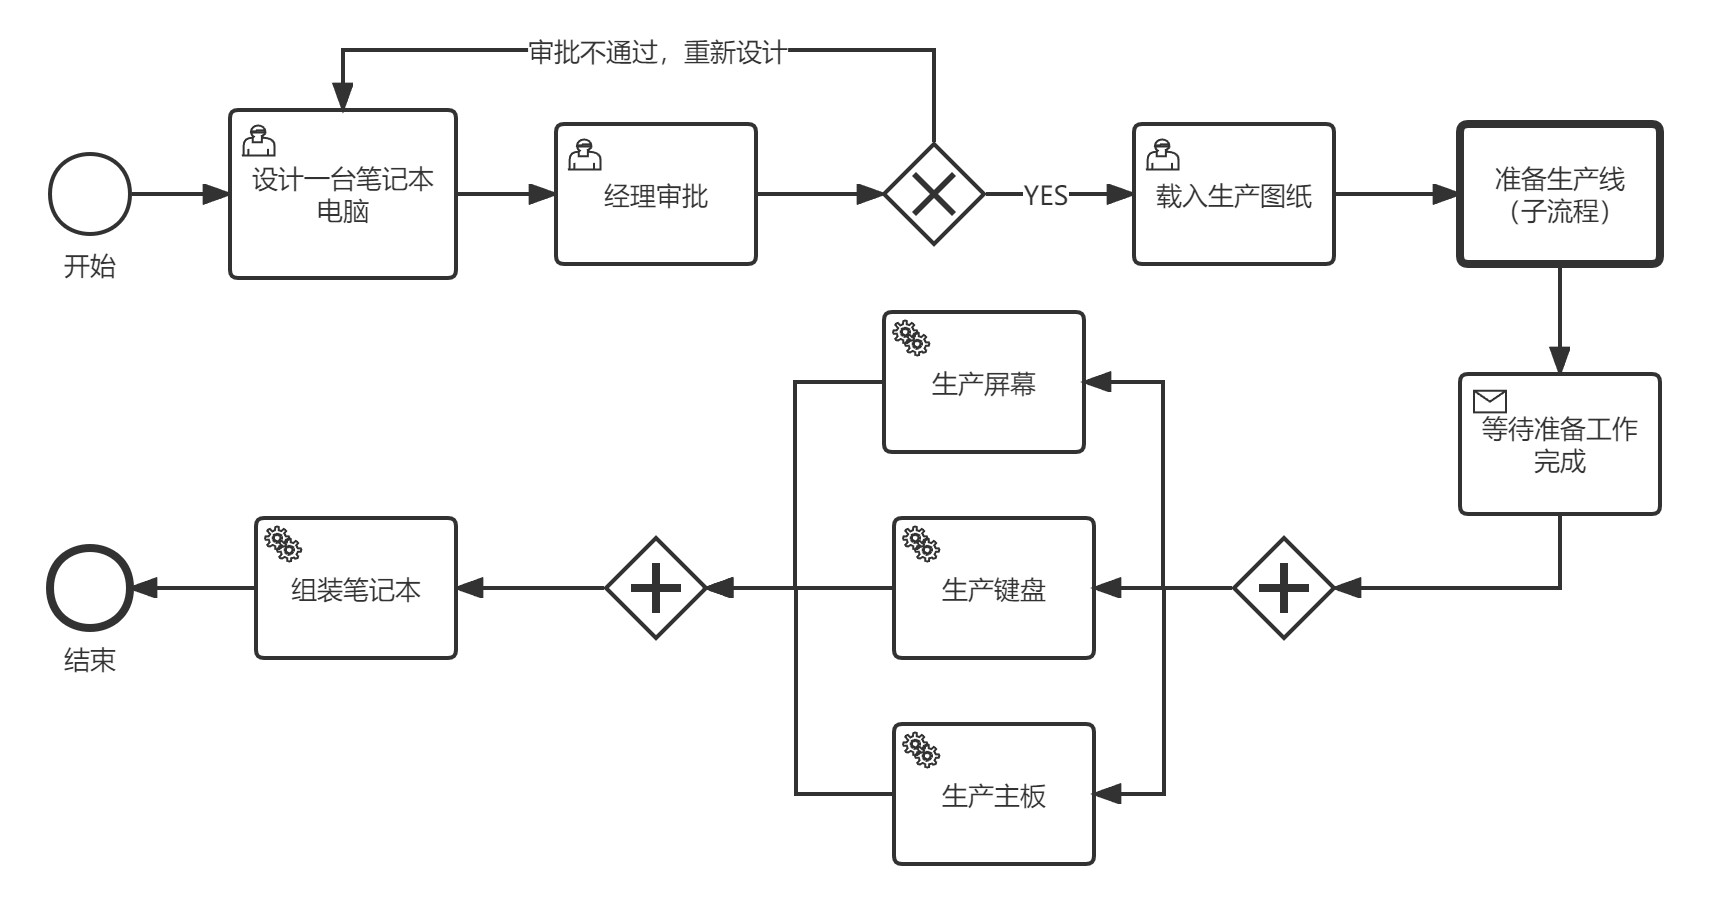 审批不通过，重新设计
开始
设计一台笔记本
电脑
经理审批
YES
载入生产图纸
准备生产线
（子流程）
等待准备工作
完成
生产屏幕
生产键盘
生产主板
组装笔记本
结束